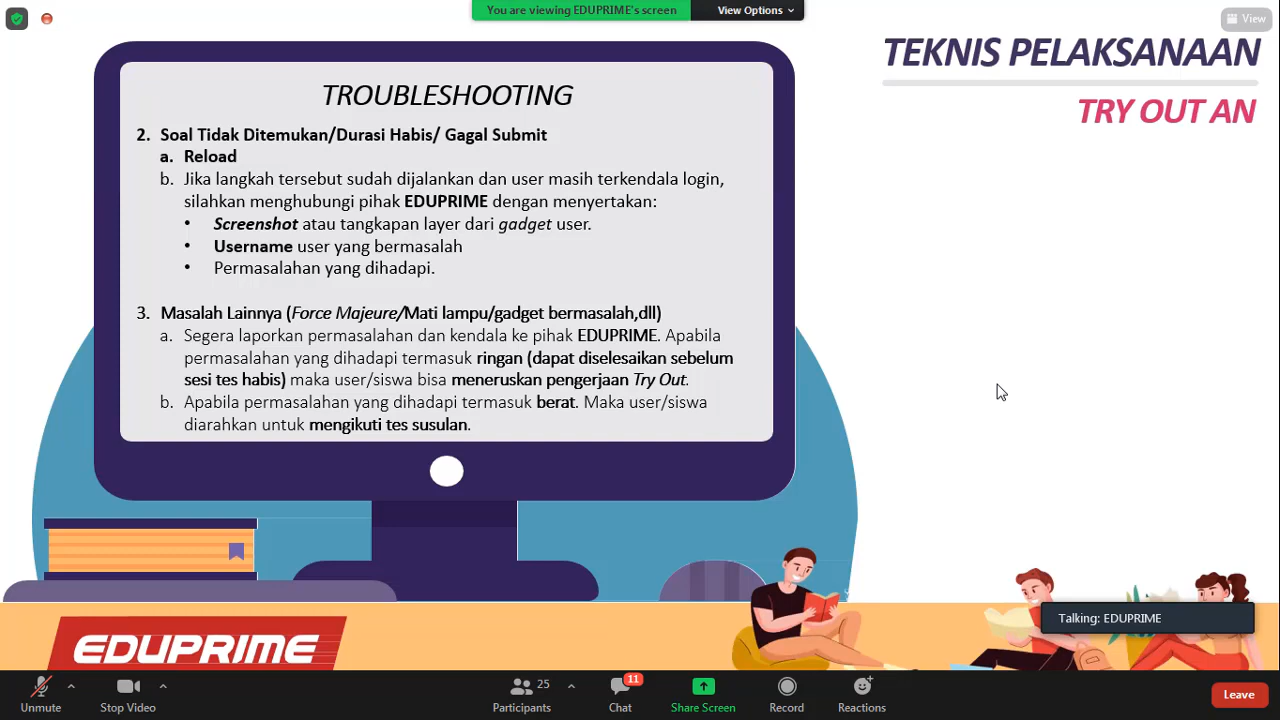 You are viewing EDUPRIME's screen
View Options
View
TEKNIS PELAKSANAAN
TRY OUT AN
TROUBLESHOOTING
2. Soal Tidak Ditemukan/Durasi Habis/ Gagal Submit
a. Reload
b. Jika langkah tersebut sudah dijalankan dan user masih terkendala login,
silahkan menghubungi pihak EDUPRIME dengan menyertakan:
• Screenshot atau tangkapan layer dari gadget user.
• Username user yang bermasalah
• Permasalahan yang dihadapi.
3. Masalah Lainnya (Force Majeure/Mati lampu/gadget bermasalah,dll)
a. Segera laporkan permasalahan dan kendala ke pihak EDUPRIME. Apabila
permasalahan yang dihadapi termasuk ringan (dapat diselesaikan sebelum
sesi tes habis) maka user/siswa bisa meneruskan pengerjaan Try Out.
b. Apabila permasalahan yang dihadapi termasuk berat. Maka user/siswa
diarahkan untuk mengikuti tes susulan.
Talking: EDUPRIME
EDUPRIME
Unmute
Stop Video
25
Participants
11
Chat
Share Screen
Record
Reactions
Leave